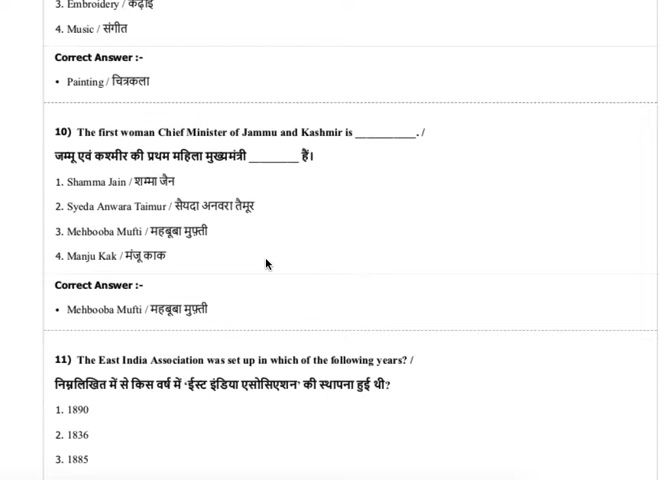 3. Embroidery / कढ़ाई
4. Music / संगीत
Correct Answer :-
• Painting / चित्रकला
10) The first woman Chief Minister of Jammu and Kashmir is ___________. /
जम्मू एवं कश्मीर की प्रथम महिला मुख्यमंत्री ________ हैं।
1. Shamma Jain / शम्मा जैन
2. Syeda Anwara Taimur / सैयदा अनवरा तैमूर
3. Mehbooba Mufti / महबूबा मुफ़्ती
4. Manju Kak / मंजू काक
Correct Answer :-
• Mehbooba Mufti / महबूबा मुफ़्ती
11) The East India Association was set up in which of the following years? /
निम्नलिखित में से किस वर्ष में ‘ईस्ट इंडिया एसोसिएशन’ की स्थापना हुई थी?
1. 1890
2. 1836
3. 1885